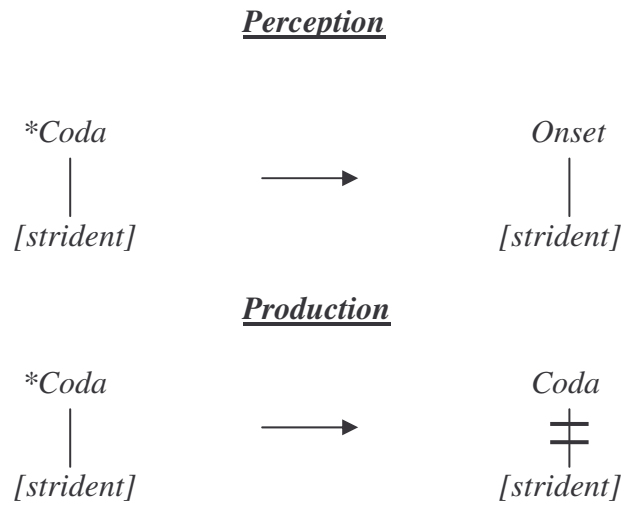 Perception
*Coda Onset
[strident] [strident]
Production
*Coda Coda
[strident] [strident]